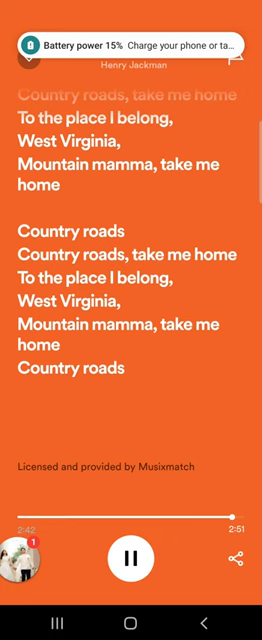 Battery power 15% Charge your phone or ta...
Henry Jackman
Country roads, take me home
To the place I belong,
West Virginia,
Mountain mamma, take me
home
Country roads
Country roads, take me home
To the place I belong,
West Virginia,
Mountain mamma, take me
home
Country roads
Licensed and provided by Musixmatch
2:42
2:51
1